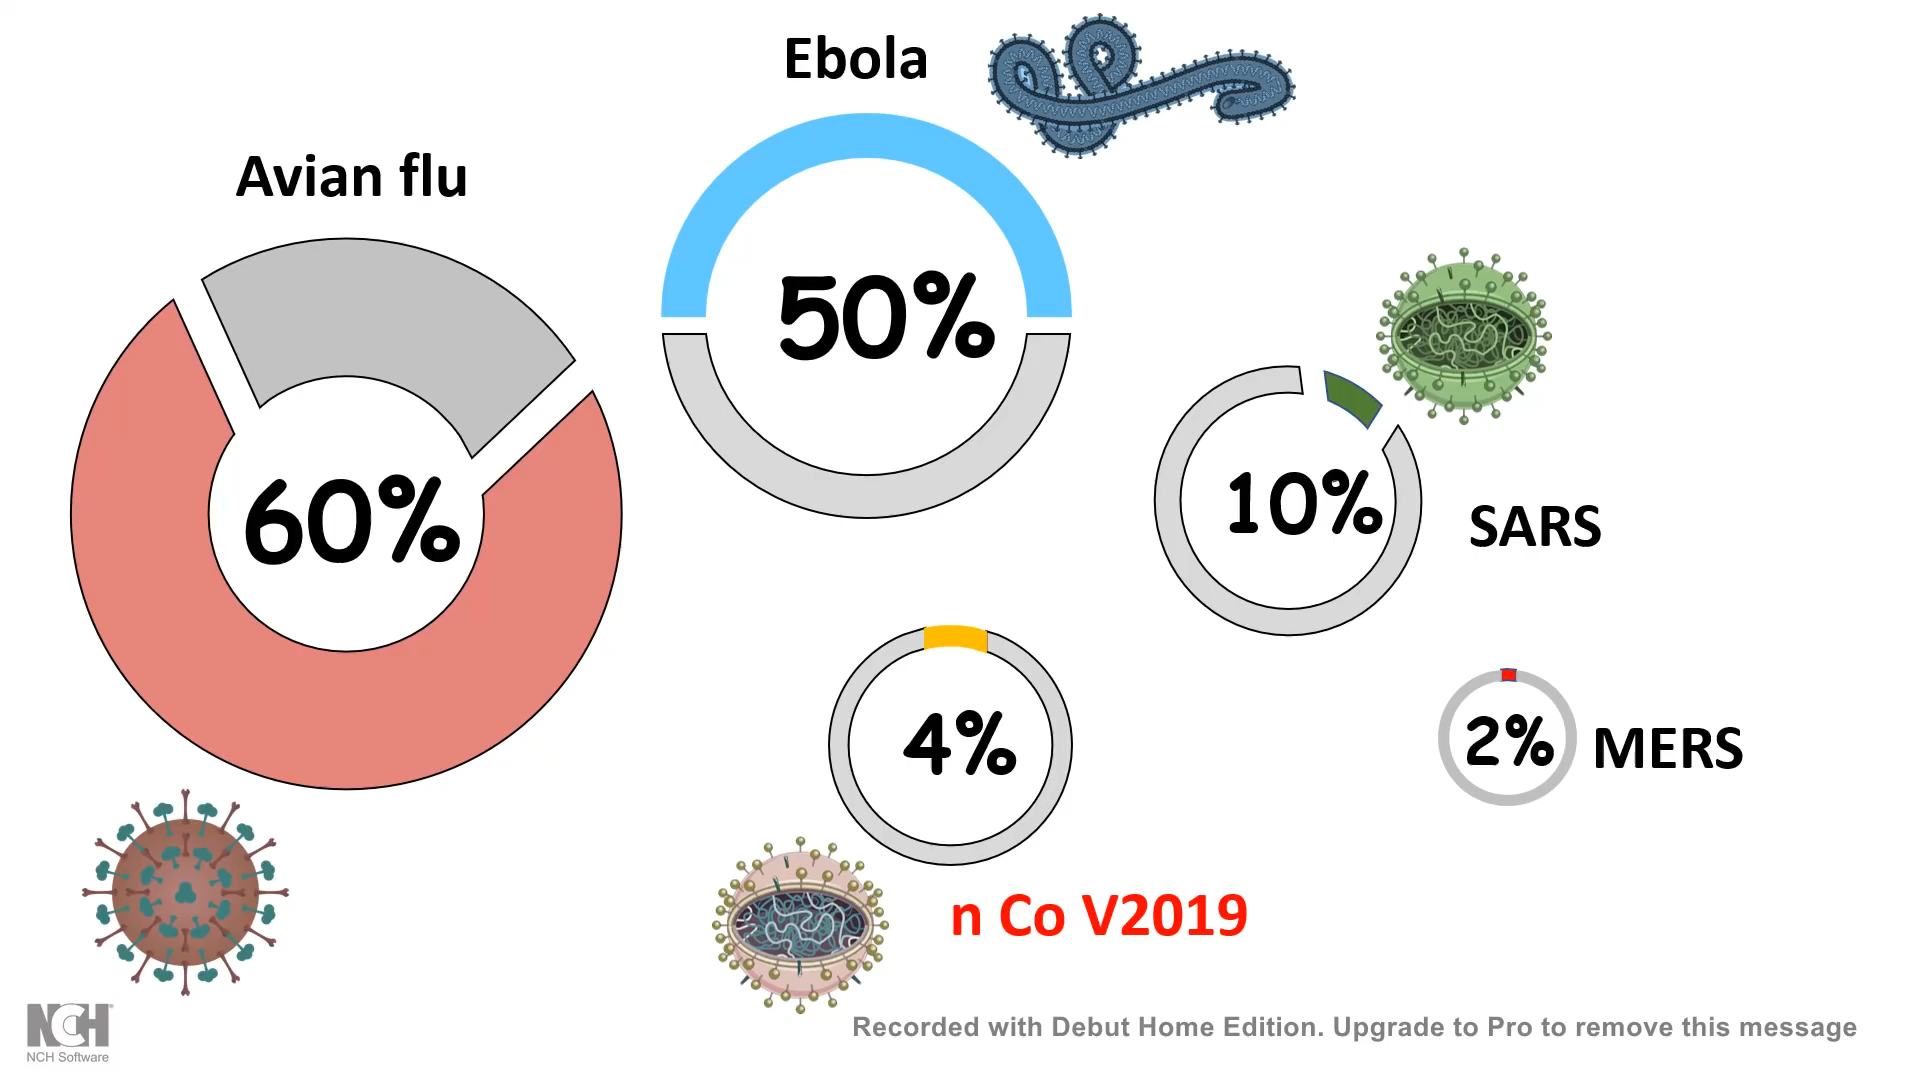 Ebola
Avian flu
50%
60%
10%
SARS
4%
2%
MERS
n Co V2019
NCH
NCH Software
Recorded with Debut Home Edition. Upgrade to Pro to remove this message